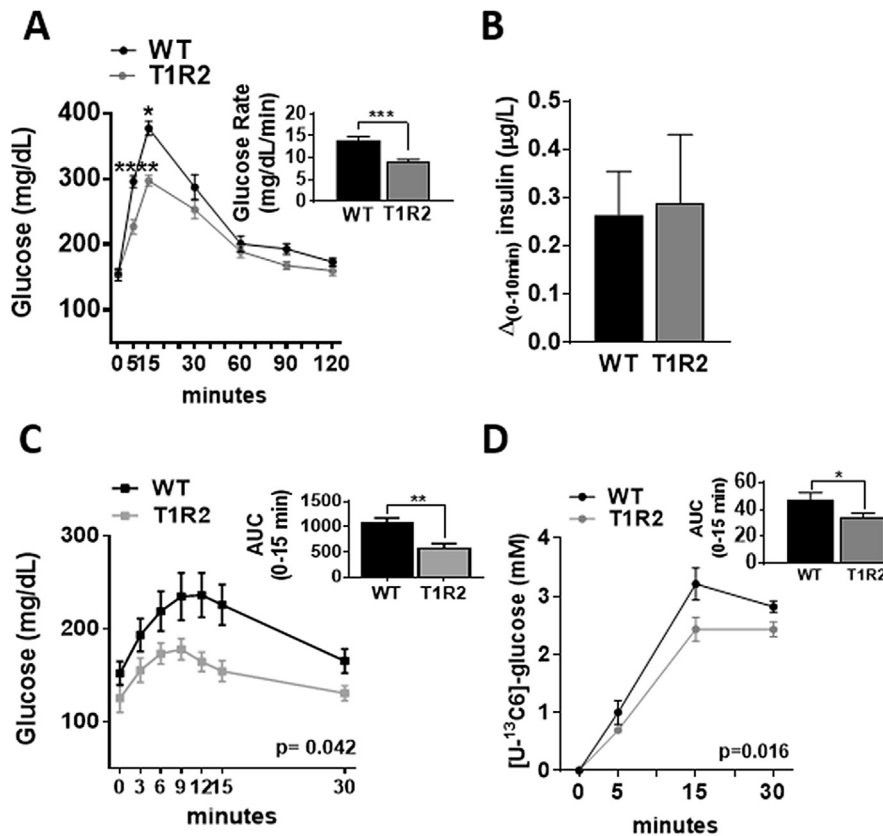 A
WT
T1R2
Glucose (mg/dL)
400
300
200
100
*
****
0 5 15 30 60 90 120
minutes
Glucose Rate
(mg/dL/min)
20
15
10
5
0
***
WT T1R2
B
Δ(0-10min) insulin (µg/L)
0.5
0.4
0.3
0.2
0.1
0.0
WT T1R2
C
WT
T1R2
Glucose (mg/dL)
300
200
100
0 3 6 9 12 15 30
minutes
p= 0.042
AUC
(0-15 min)
1500
1000
500
0
**
WT T1R2
D
WT
T1R2
[U-¹³C6]-glucose (mM)
4
3
2
1
0
0 5 15 30
minutes
p=0.016
AUC
(0-15 min)
60
40
20
0
*
WT T1R2